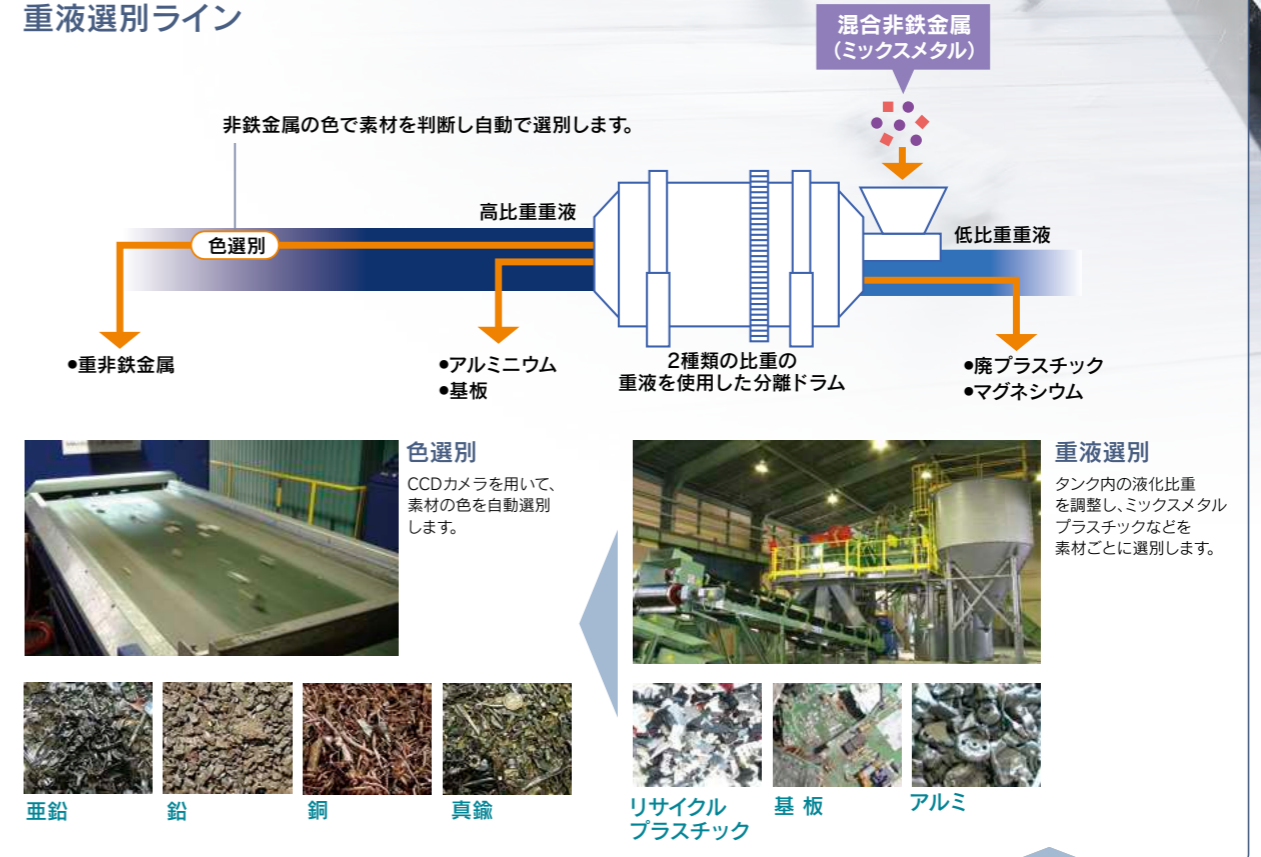 重液選別ライン
混合非鉄金属
（ミックスメタル）
非鉄金属の色で素材を判断し自動で選別します。
高比重重液
色選別
低比重重液
●重非鉄金属
●アルミニウム
●基板
2種類の比重の
重液を使用した分離ドラム
●廃プラスチック
●マグネシウム
色選別
CCDカメラを用いて、
素材の色を自動選別
します。
重液選別
タンク内の液化比重
を調整し、ミックスメタル
プラスチックなどを
素材ごとに選別します。
亜鉛
鉛
銅
真鍮
リサイクル
プラスチック
基 板
アルミ